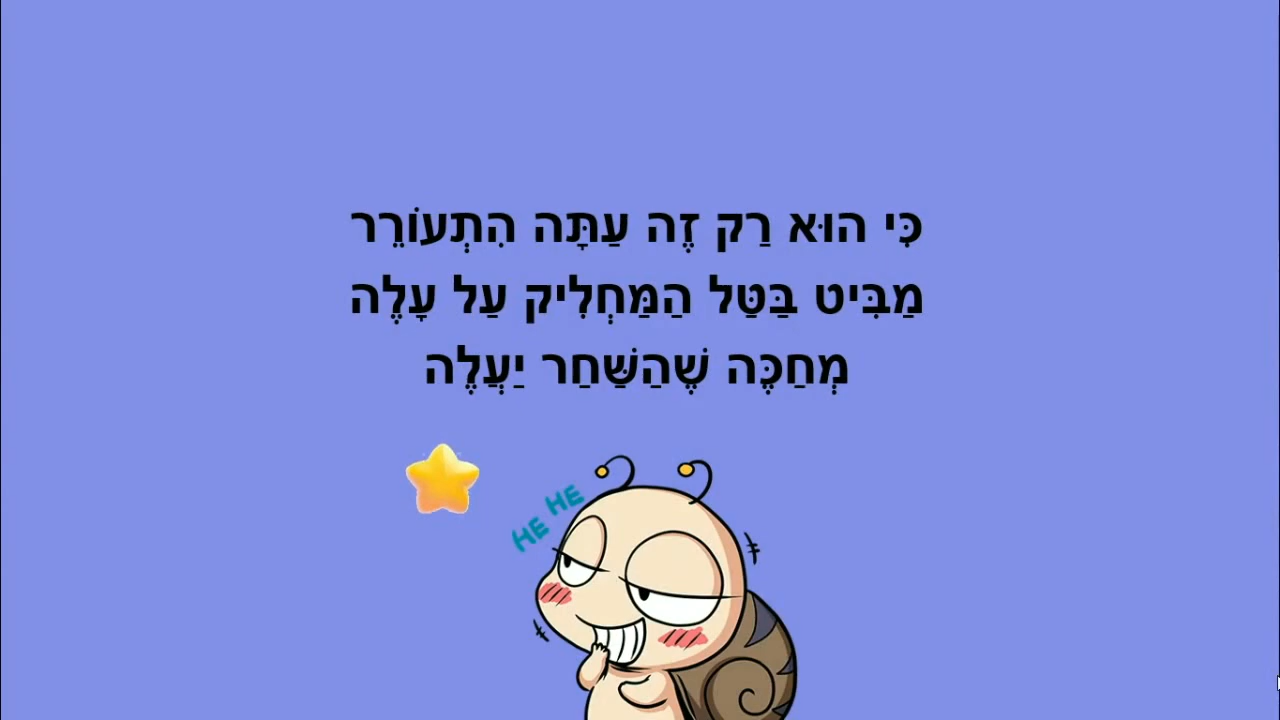 כִּי הוּא רַק זֶה עַתָּה הִתְעוֹרֵר
מַבִּיט בַּטַּל הַמַּחְלִיק עַל עָלֶה
מְחַכֶּה שֶׁהַשַּׁחַר יַעֲלֶה
HE HE